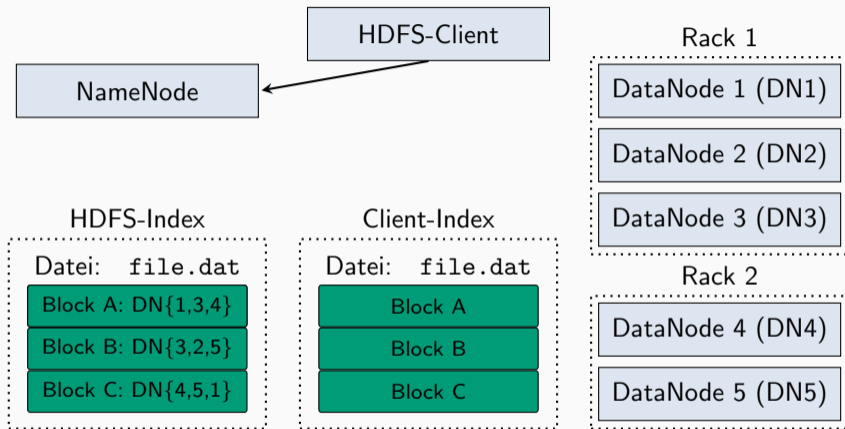 HDFS-Client
NameNode
Rack 1
DataNode 1 (DN1)
DataNode 2 (DN2)
DataNode 3 (DN3)
HDFS-Index
Datei: file.dat
Block A: DN{1,3,4}
Block B: DN{3,2,5}
Block C: DN{4,5,1}
Client-Index
Datei: file.dat
Block A
Block B
Block C
Rack 2
DataNode 4 (DN4)
DataNode 5 (DN5)